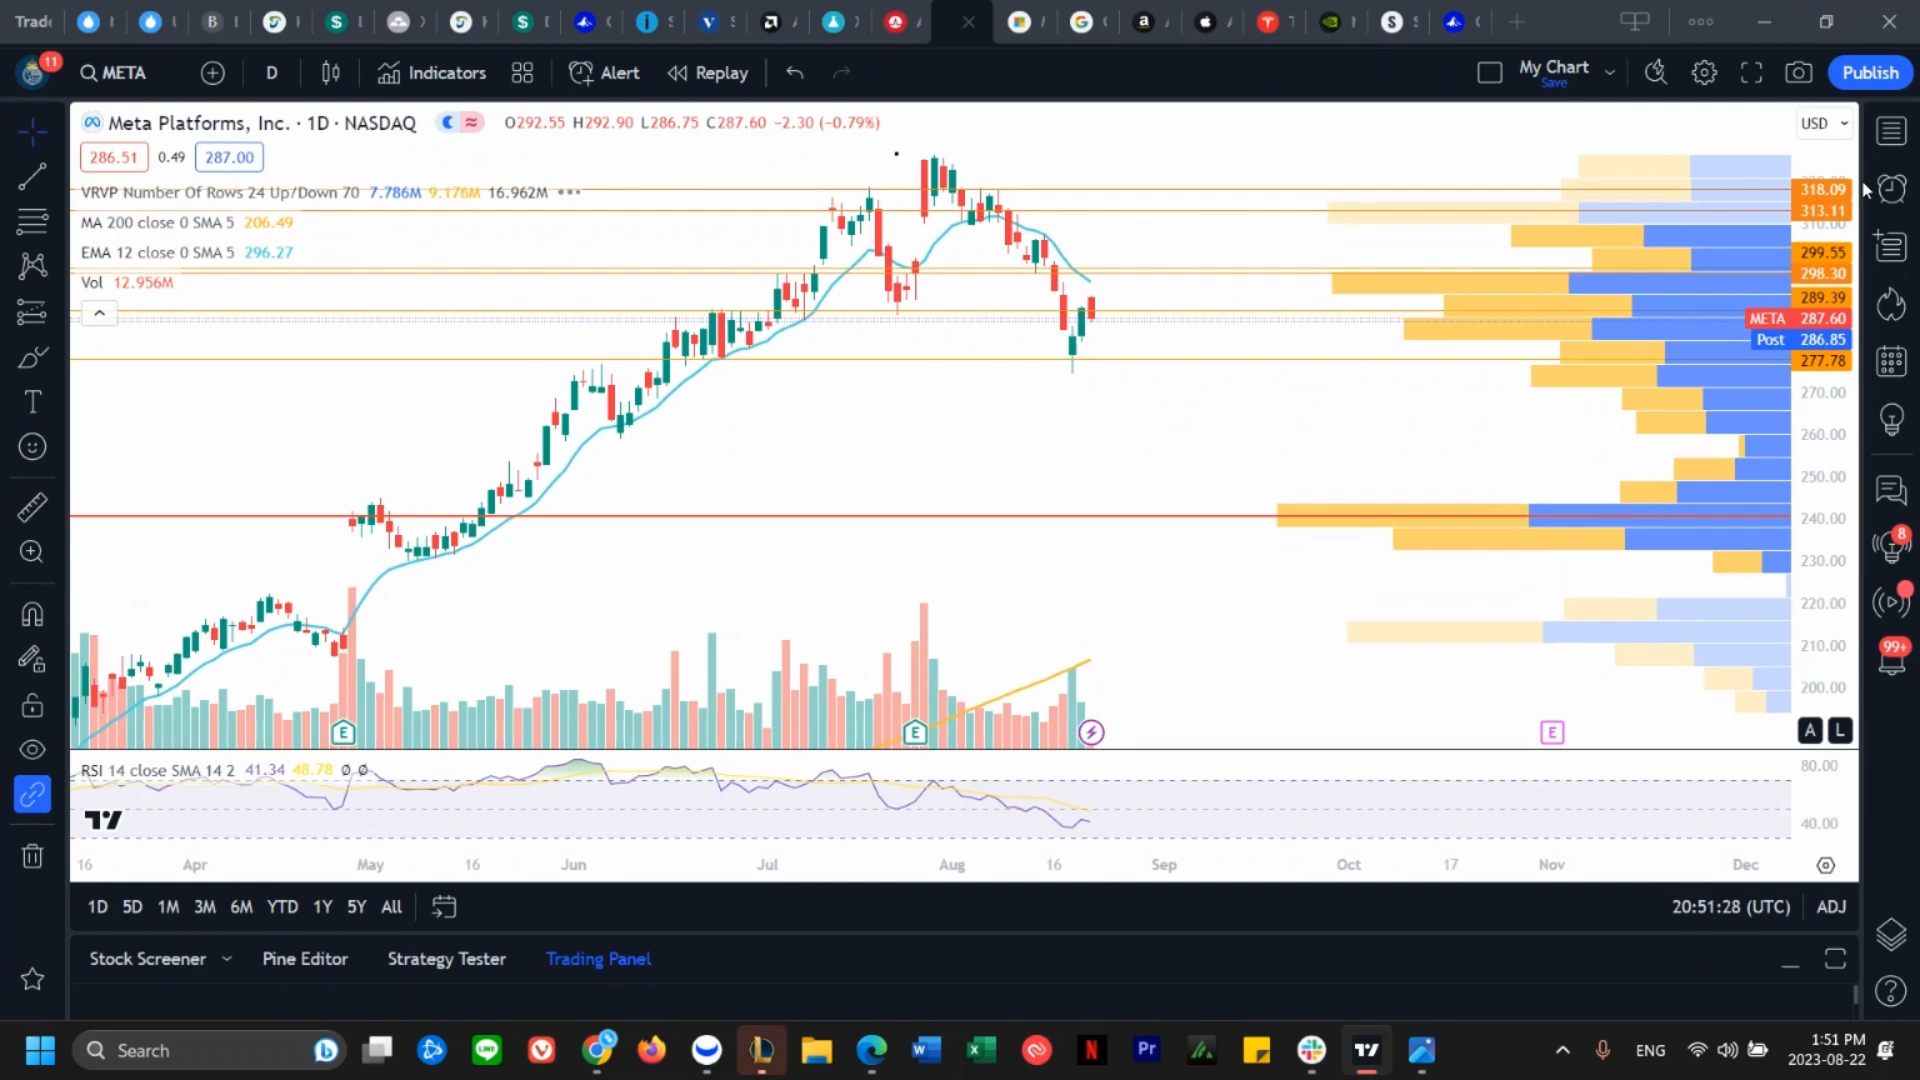 Trade
META
D
Indicators
Alert
Replay
My Chart
Save
Publish
11
Meta Platforms, Inc. · 1D · NASDAQ
O292.55 H292.90 L286.75 C287.60 −2.30 (−0.79%)
USD
286.51 0.49 287.00
VRVP Number Of Rows 24 Up/Down 70 7.786M 9.176M 16.962M
MA 200 close 0 SMA 5 206.49
EMA 12 close 0 SMA 5 296.27
Vol 12.956M
318.09
313.11
310.00
299.55
298.30
289.39
META 287.60
Post 286.85
277.78
270.00
260.00
250.00
240.00
230.00
220.00
210.00
200.00
E
E
E
A L
8
99+
RSI 14 close SMA 14 2 41.34 48.78 Ø Ø
80.00
40.00
16 Apr May 16 Jun Jul Aug 16 Sep Oct 17 Nov Dec
1D 5D 1M 3M 6M YTD 1Y 5Y All
20:51:28 (UTC) ADJ
Stock Screener Pine Editor Strategy Tester Trading Panel
Search
LINE
N
Pr
ENG
1:51 PM
2023-08-22